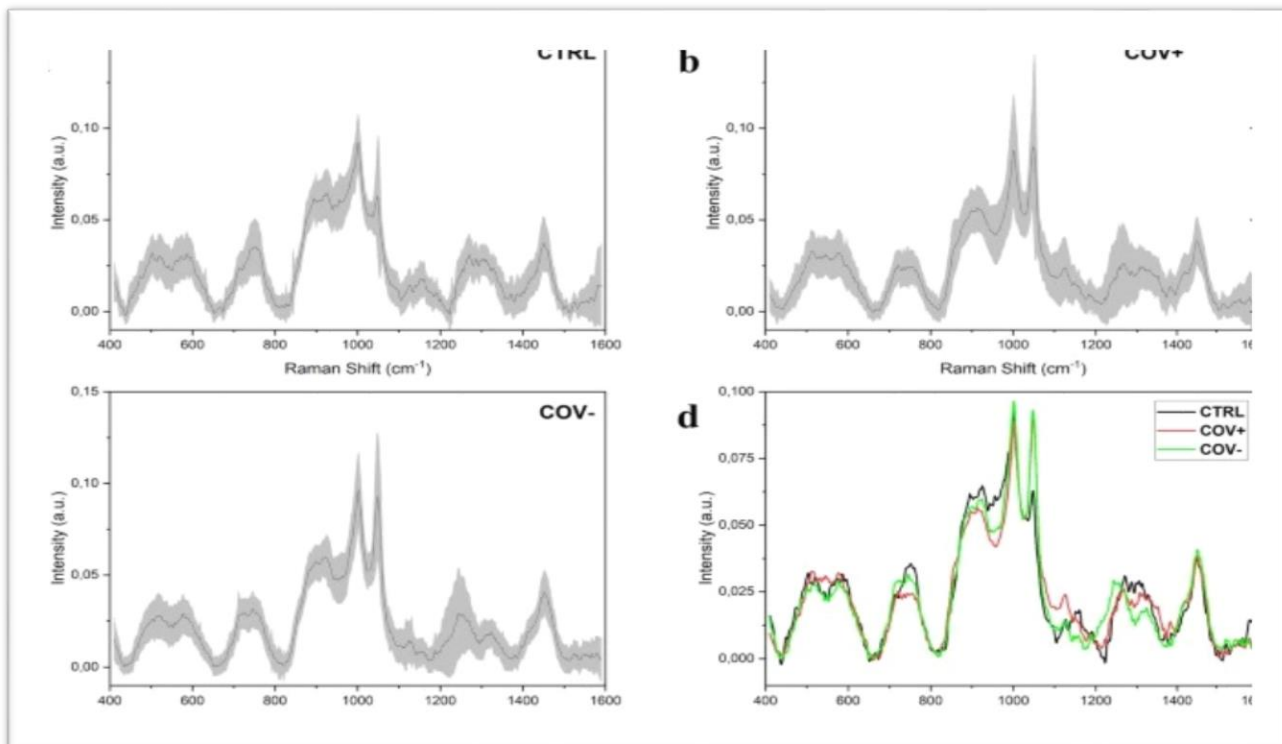 CTRL
0,10
0,05
0,00
Intensity (a.u.)
400 600 800 1000 1200 1400 1600
Raman Shift (cm⁻¹)
b
COV+
0,10
0,05
0,00
Intensity (a.u.)
400 600 800 1000 1200 1400 16
Raman Shift (cm⁻¹)
COV-
0,15
0,10
0,05
0,00
Intensity (a.u.)
400 600 800 1000 1200 1400 1600
d
CTRL
COV+
COV-
0,100
0,075
0,050
0,025
0,000
Intensity (a.u.)
400 600 800 1000 1200 1400 16